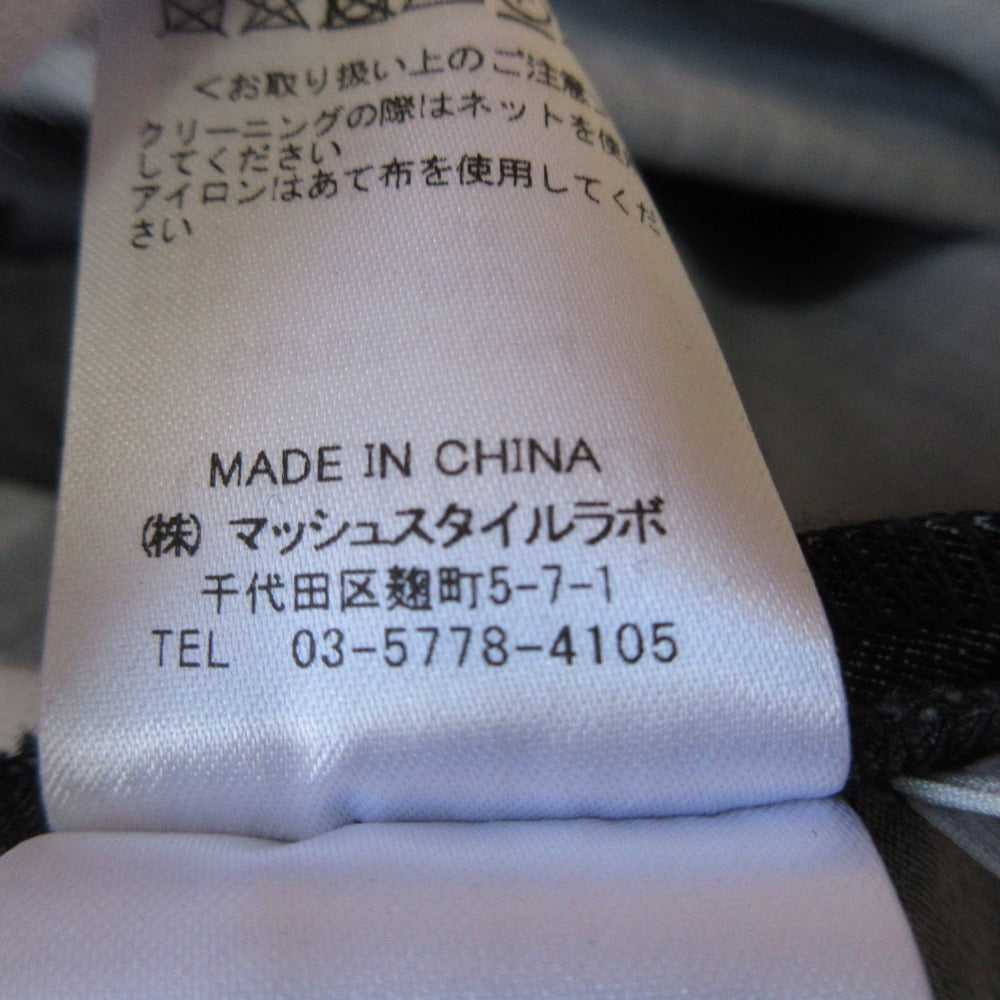 <お取り扱い上のご注意
クリーニングの際はネットを使
してください
アイロンはあて布を使用してくだ
さい
MADE IN CHINA
(株) マッシュスタイルラボ
千代田区麹町5-7-1
TEL 03-5778-4105